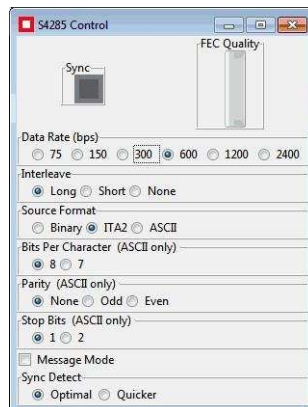 S4285 Control
Sync
FEC Quality
Data Rate (bps)
75 150 300 600 1200 2400
Interleave
Long Short None
Source Format
Binary ITA2 ASCII
Bits Per Character (ASCII only)
8 7
Parity (ASCII only)
None Odd Even
Stop Bits (ASCII only)
1 2
Message Mode
Sync Detect
Optimal Quicker